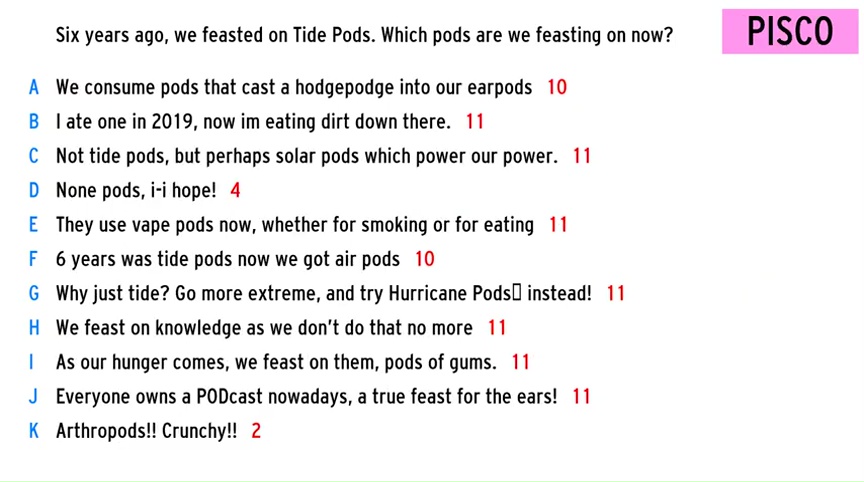 Six years ago, we feasted on Tide Pods. Which pods are we feasting on now?
PISCO
A We consume pods that cast a hodgepodge into our earpods 10
B I ate one in 2019, now im eating dirt down there. 11
C Not tide pods, but perhaps solar pods which power our power. 11
D None pods, i-i hope! 4
E They use vape pods now, whether for smoking or for eating 11
F 6 years was tide pods now we got air pods 10
G Why just tide? Go more extreme, and try Hurricane Pods▯ instead! 11
H We feast on knowledge as we don't do that no more 11
I As our hunger comes, we feast on them, pods of gums. 11
J Everyone owns a PODcast nowadays, a true feast for the ears! 11
K Arthropods!! Crunchy!! 2